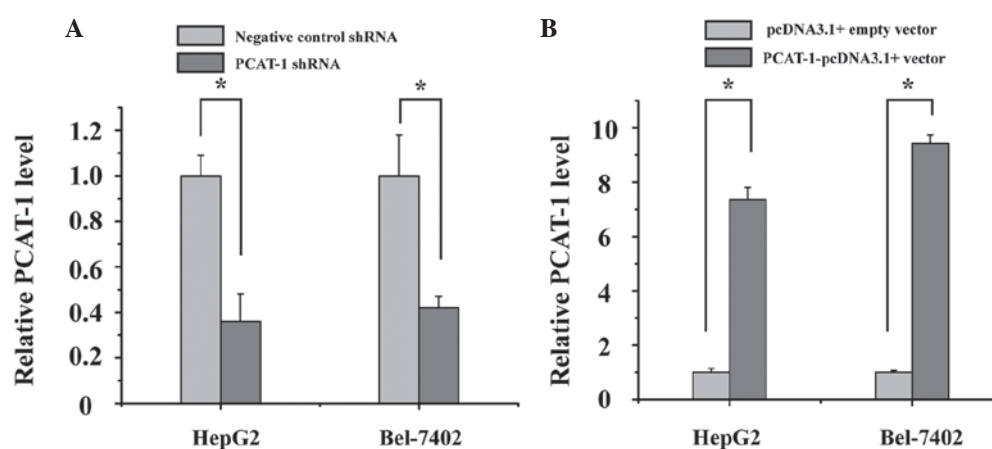 A
Negative control shRNA
PCAT-1 shRNA
*
*
Relative PCAT-1 level
1.2
1.0
0.8
0.6
0.4
0.2
0
HepG2
Bel-7402
B
pcDNA3.1+ empty vector
PCAT-1-pcDNA3.1+ vector
*
*
Relative PCAT-1 level
10
8
6
4
2
0
HepG2
Bel-7402